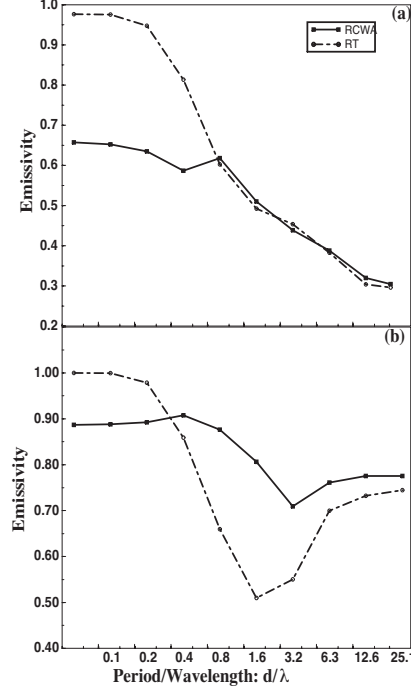 1.0
(a)
RCWA
RT
0.9
0.8
0.7
0.6
0.5
0.4
0.3
0.2
Emissivity
(b)
1.00
0.90
0.80
0.70
0.60
0.50
0.40
Emissivity
0.1 0.2 0.4 0.8 1.6 3.2 6.3 12.6 25.1
Period/Wavelength: d/λ